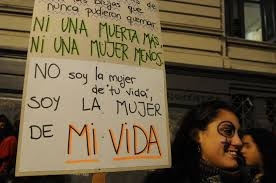 nunca pudieron quemar
NI UNA MUERTA MÁS
NI UNA MUJER MENOS
NO soy la mujer
de "tu vida",
SOY LA MUJER
DE MI VIDA